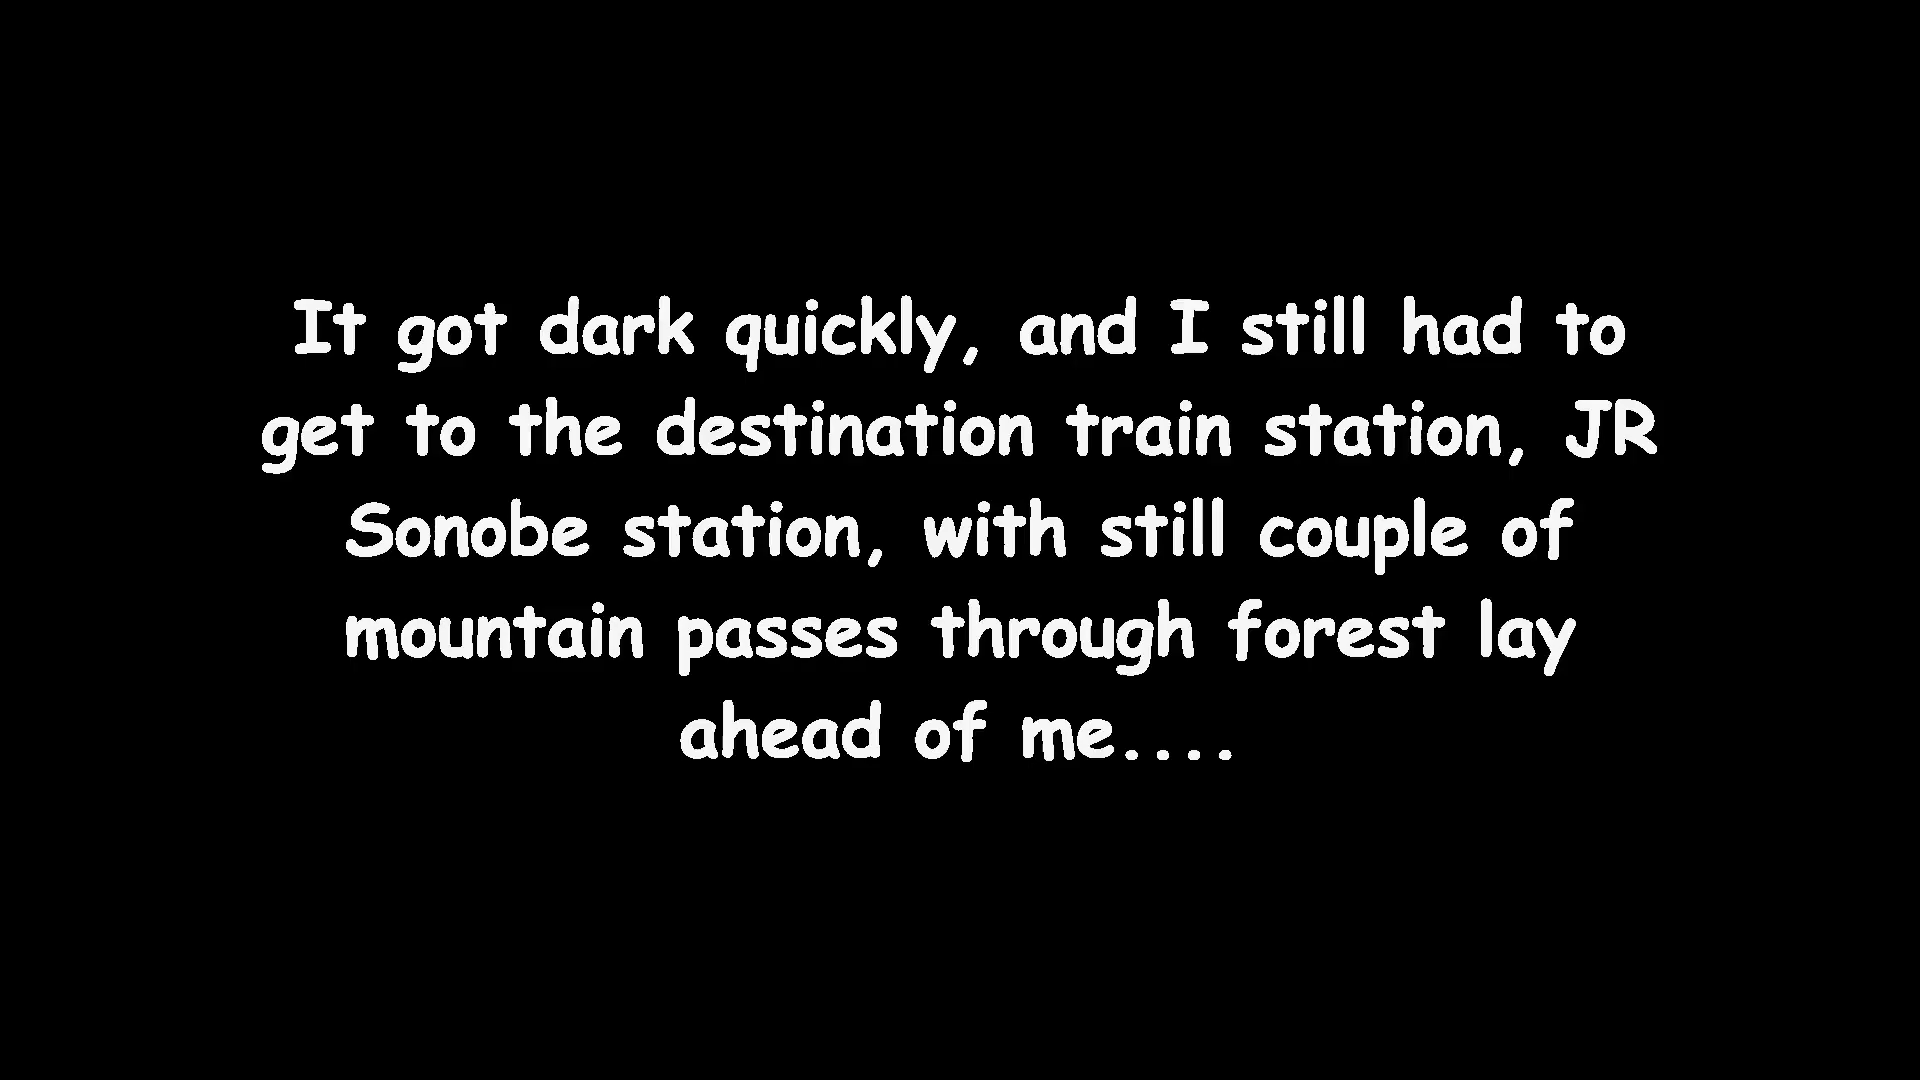 It got dark quickly, and I still had to
get to the destination train station, JR
Sonobe station, with still couple of
mountain passes through forest lay
ahead of me....